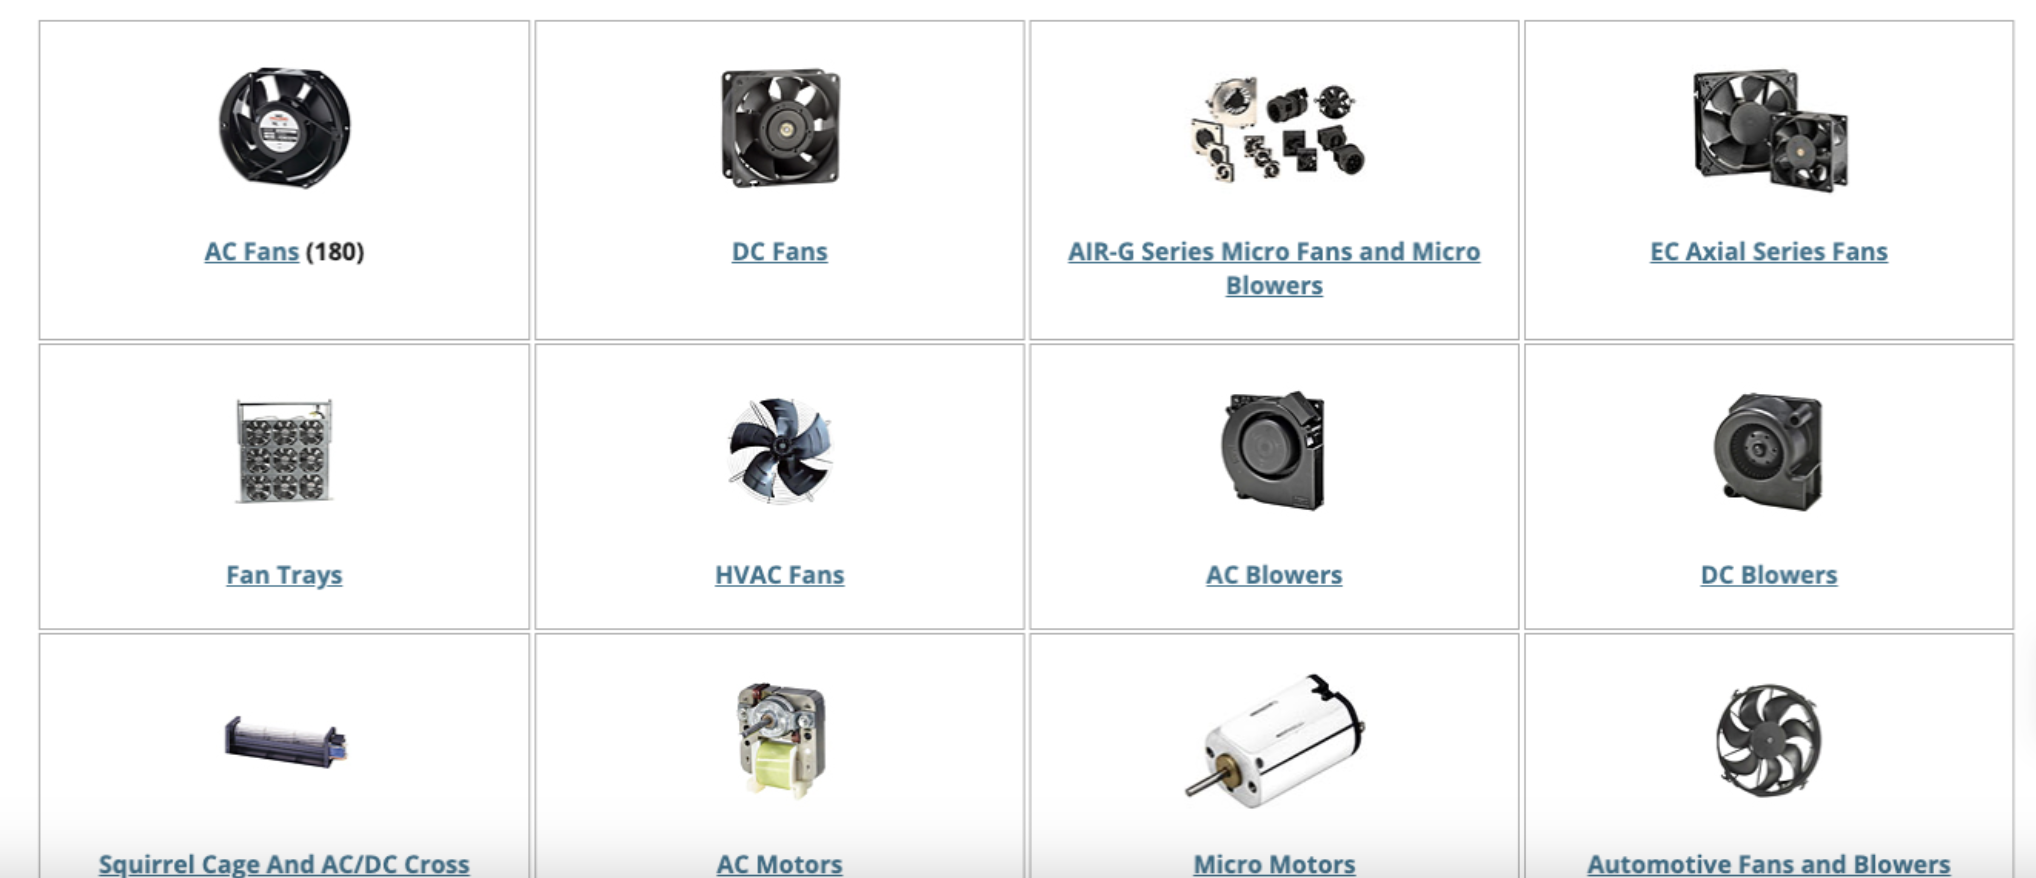 AC Fans (180)
DC Fans
AIR-G Series Micro Fans and Micro
Blowers
EC Axial Series Fans
Fan Trays
HVAC Fans
AC Blowers
DC Blowers
Squirrel Cage And AC/DC Cross
AC Motors
Micro Motors
Automotive Fans and Blowers